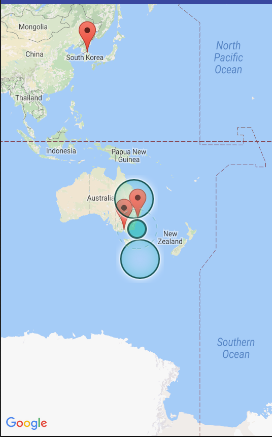 Mongolia
North
Pacific
Ocean
China
South Korea
Thailand
Indonesia
Papua New
Guinea
Australia
New
Zealand
Southern
Ocean
Google